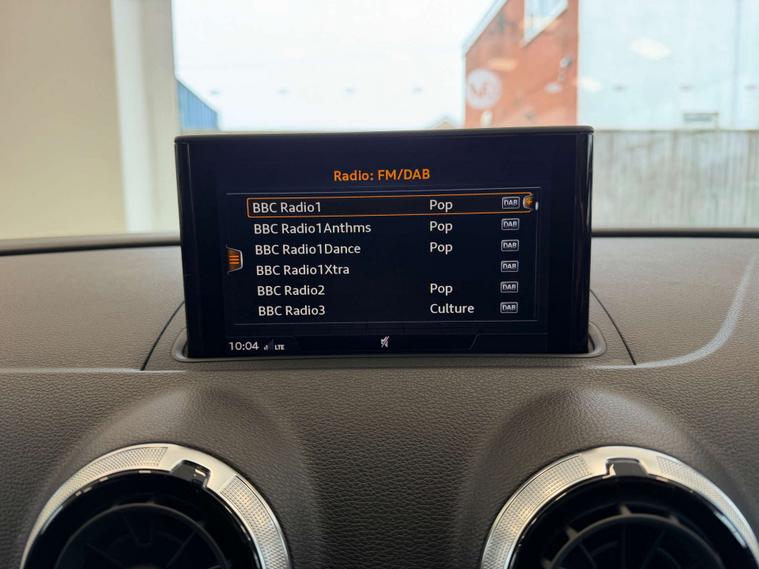 Radio: FM/DAB
BBC Radio1 Pop DAB
BBC Radio1Anthms Pop DAB
BBC Radio1Dance Pop DAB
BBC Radio1Xtra DAB
BBC Radio2 Pop DAB
BBC Radio3 Culture DAB
10:04 LTE